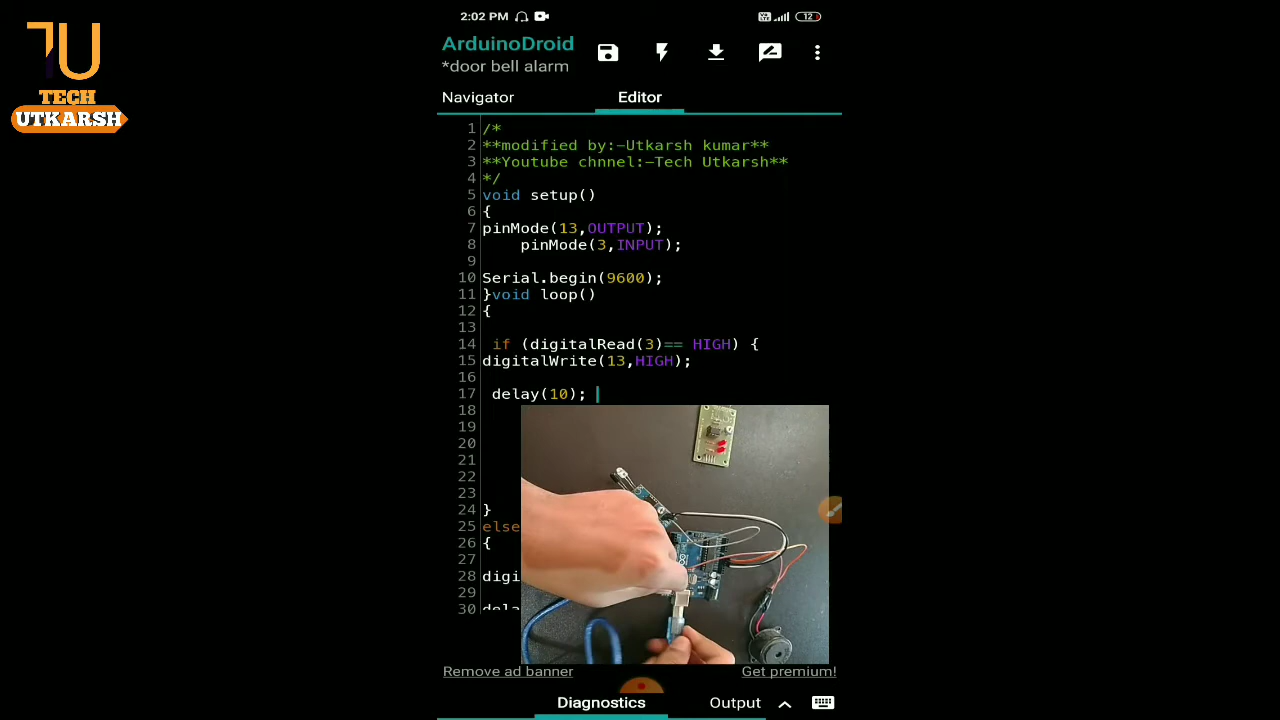 TU
TECH
UTKARSH
2:02 PM
12
ArduinoDroid
*door bell alarm
Navigator
Editor
1 /*
2 **modified by:-Utkarsh kumar**
3 **Youtube chnnel:-Tech Utkarsh**
4 */
5 void setup()
6 {
7 pinMode(13,OUTPUT);
8 pinMode(3,INPUT);
9
10 Serial.begin(9600);
11 }void loop()
12 {
13
14 if (digitalRead(3)== HIGH) {
15 digitalWrite(13,HIGH);
16
17 delay(10);
18
19
20
21
22
23
24 }
25 else
26 {
27
28 digi
29
30 dela
Remove ad banner
Get premium!
Diagnostics
Output